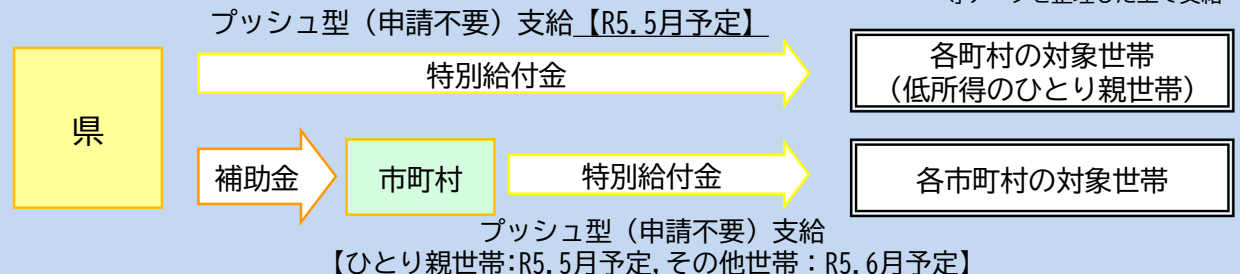 プッシュ型（申請不要）支給【R5.5月予定】
県
特別給付金
各町村の対象世帯
（低所得のひとり親世帯）
補助金
市町村
特別給付金
各市町村の対象世帯
プッシュ型（申請不要）支給
【ひとり親世帯：R5.5月予定，その他世帯：R5.6月予定】